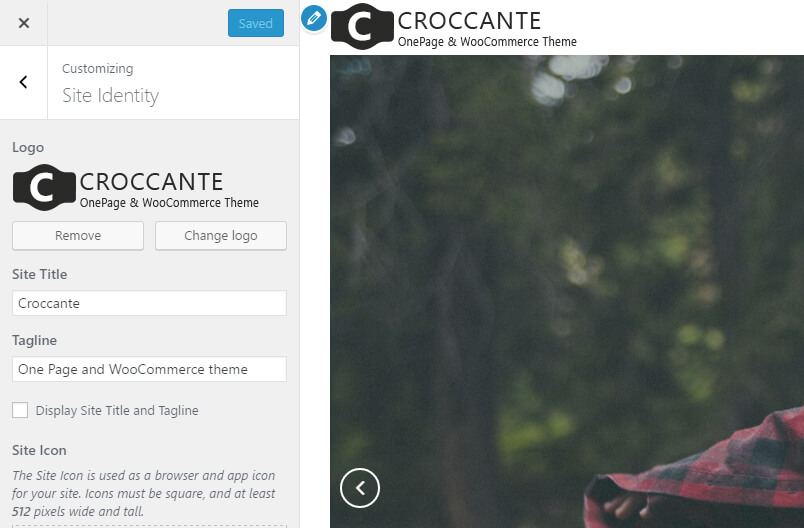 Saved
Customizing
Site Identity
Logo
C CROCCANTE
OnePage & WooCommerce Theme
Remove
Change logo
Site Title
Croccante
Tagline
One Page and WooCommerce theme
Display Site Title and Tagline
Site Icon
The Site Icon is used as a browser and app icon
for your site. Icons must be square, and at least
512 pixels wide and tall.
C CROCCANTE
OnePage & WooCommerce Theme